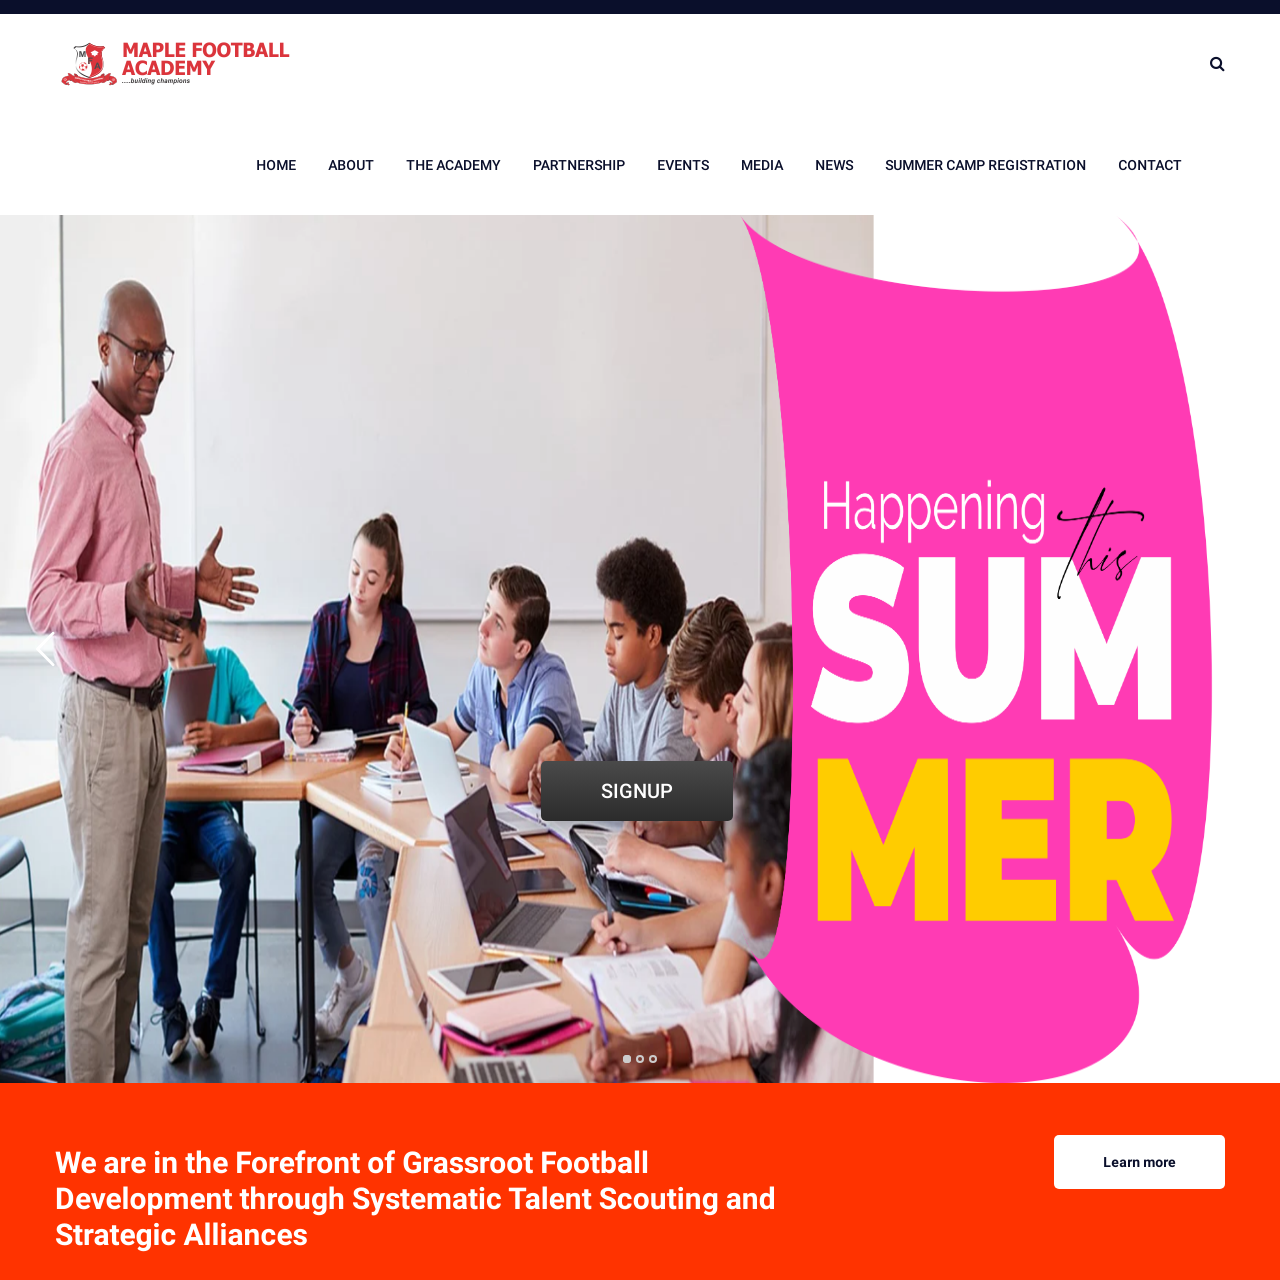 MAPLE FOOTBALL
ACADEMY
....building champions
HOME ABOUT THE ACADEMY PARTNERSHIP EVENTS MEDIA NEWS SUMMER CAMP REGISTRATION CONTACT
Happening this
SUM
MER
SIGNUP
We are in the Forefront of Grassroot Football
Development through Systematic Talent Scouting and
Strategic Alliances
Learn more